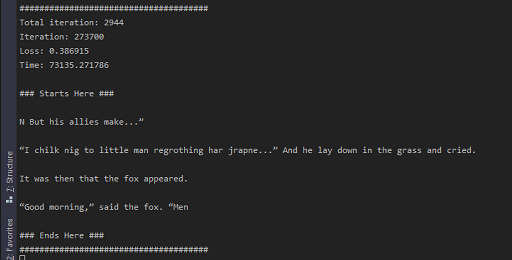 ######################################
Total iteration: 2944
Iteration: 273700
Loss: 0.386915
Time: 73135.271786
### Starts Here ###
N But his allies make...”
“I chilk nig to little man regrothing har jrapne...” And he lay down in the grass and cried.
It was then that the fox appeared.
“Good morning,” said the fox. “Men
### Ends Here ###
######################################
7: Structure
2: Favorites